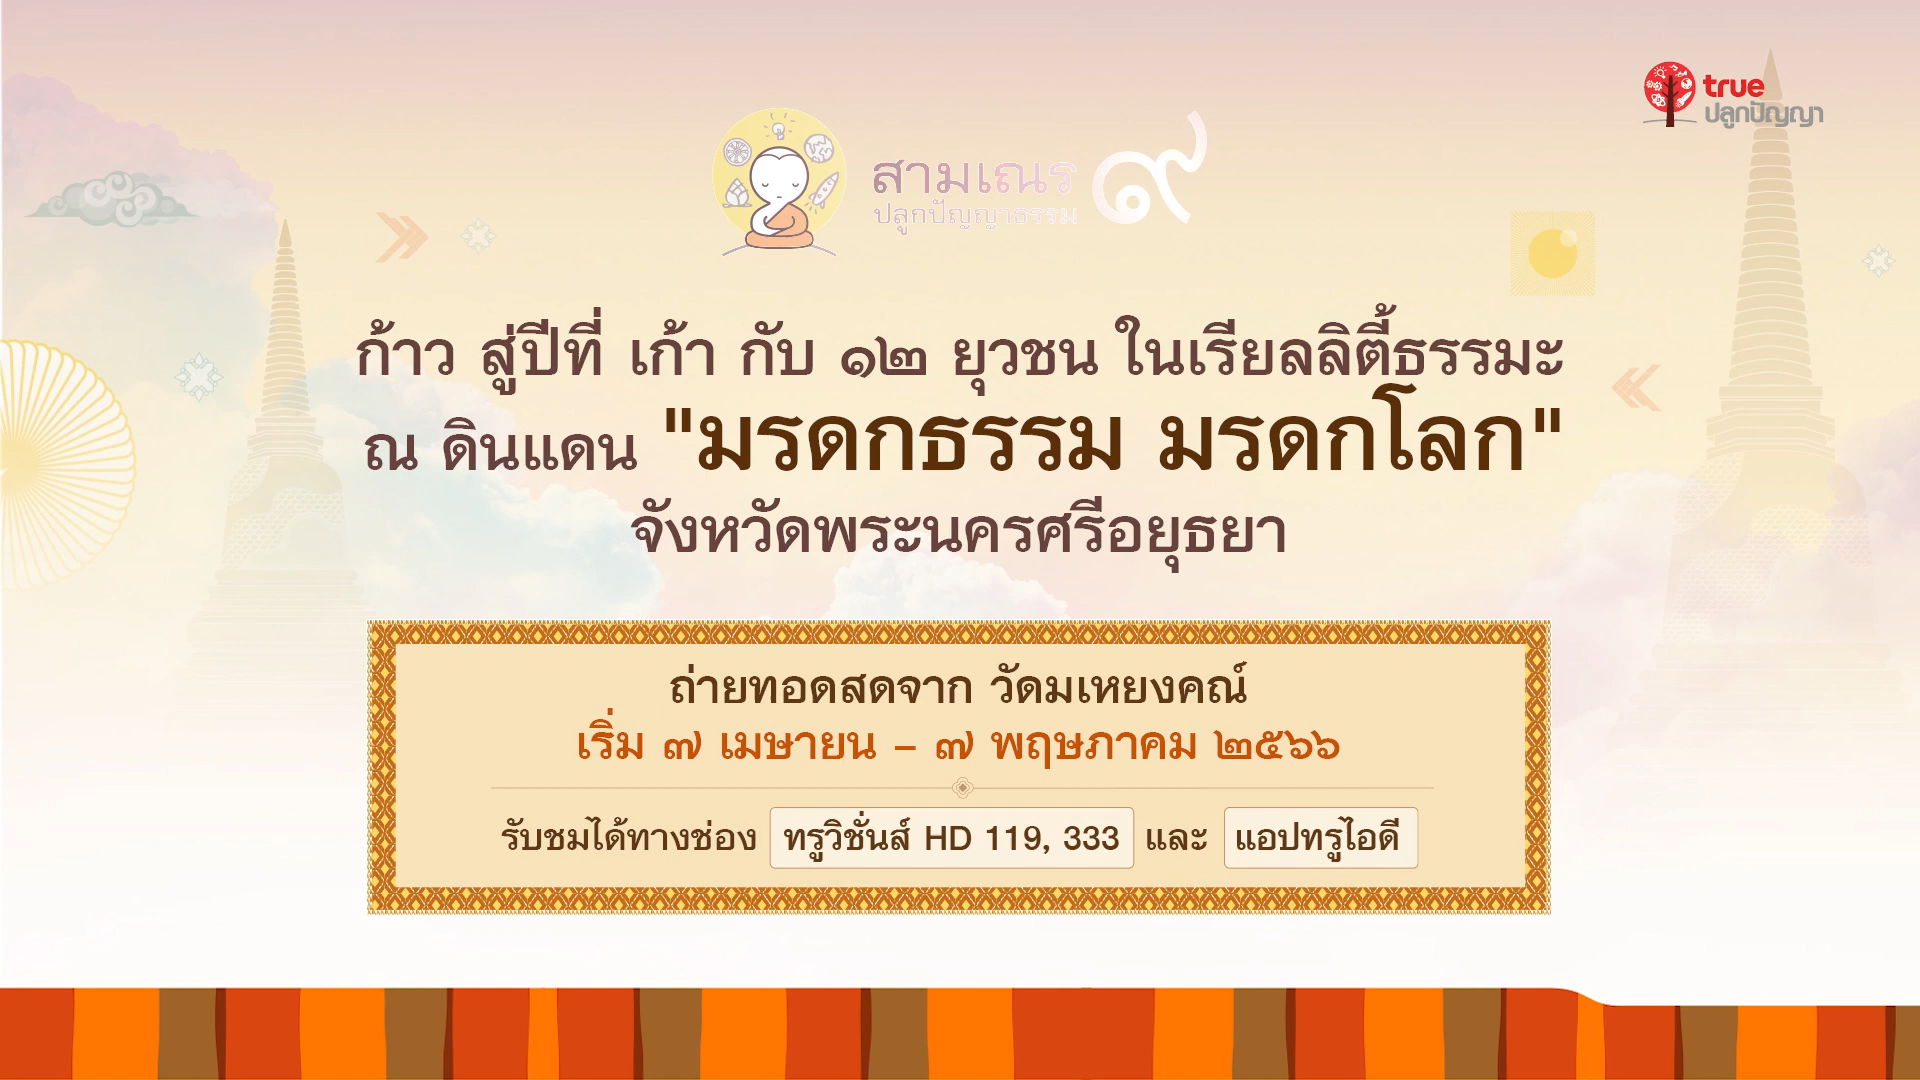 true
ปลูกปัญญา
สามเณร ๙
ปลูกปัญญาธรรม
ก้าว สู่ปีที่ เก้า กับ ๑๒ ยุวชน ในเรียลลิตี้ธรรมะ
ณ ดินแดน "มรดกธรรม มรดกโลก"
จังหวัดพระนครศรีอยุธยา
ถ่ายทอดสดจาก วัดมเหยงคณ์
เริ่ม ๗ เมษายน – ๗ พฤษภาคม ๒๕๖๖
รับชมได้ทางช่อง ทรูวิชั่นส์ HD 119, 333 และ แอปทรูไอดี